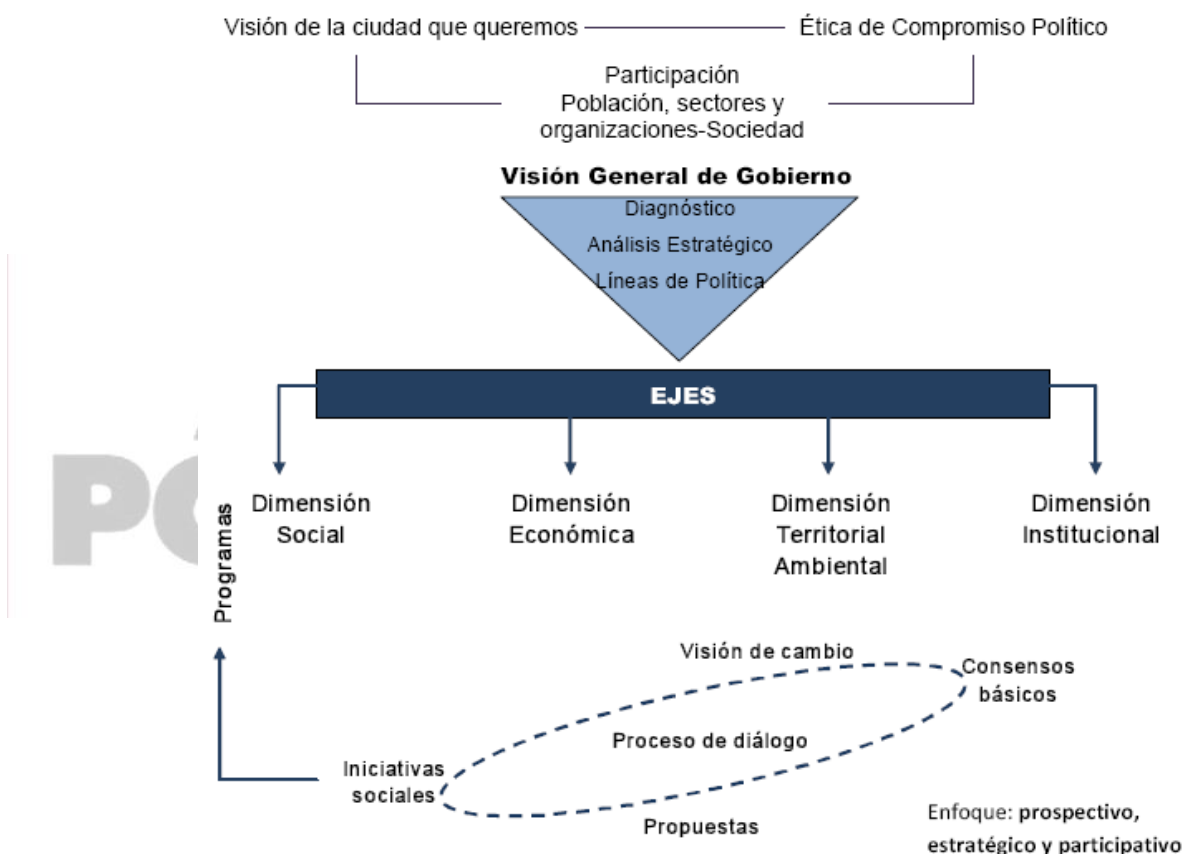 Visión de la ciudad que queremos
Ética de Compromiso Político
Participación
Población, sectores y
organizaciones-Sociedad
Visión General de Gobierno
Diagnóstico
Análisis Estratégico
Líneas de Política
EJES
Dimensión
Social
Dimensión
Económica
Dimensión
Territorial
Ambiental
Dimensión
Institucional
Programas
Visión de cambio
Consensos
básicos
Proceso de diálogo
Iniciativas
sociales
Propuestas
Enfoque: prospectivo,
estratégico y participativo